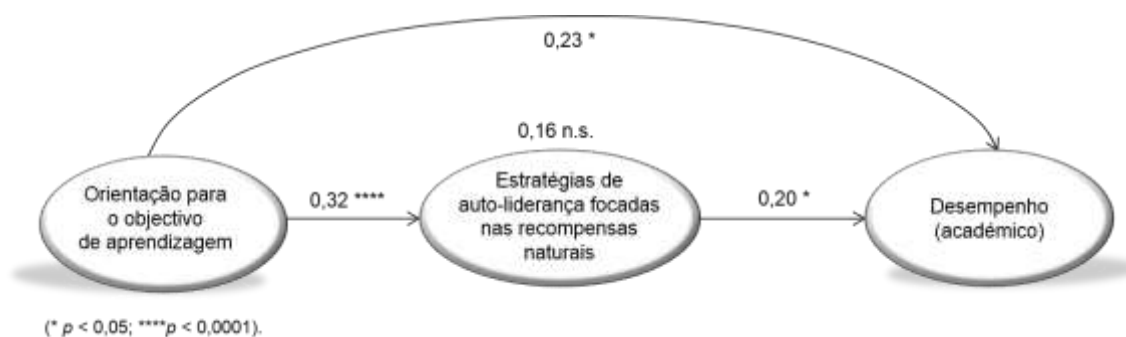 0,23 *
0,16 n.s.
Orientação para
o objectivo
de aprendizagem
0,32 ****
Estratégias de
auto-liderança focadas
nas recompensas
naturais
0,20 *
Desempenho
(académico)
(* p < 0,05; ****p < 0,0001).